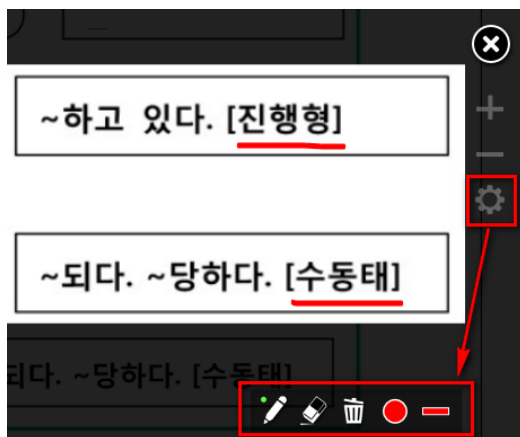 ~하고 있다. [진행형]
~되다. ~당하다. [수동태]
되다. ~당하다. [수동태]